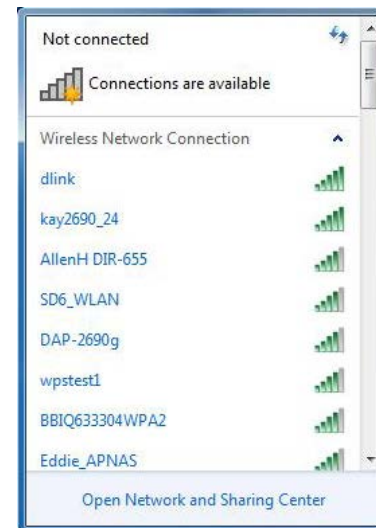 Not connected
Connections are available
Wireless Network Connection
dlink
kay2690_24
AllenH DIR-655
SD6_WLAN
DAP-2690g
wpstest1
BBIQ633304WPA2
Eddie_APNAS
Open Network and Sharing Center